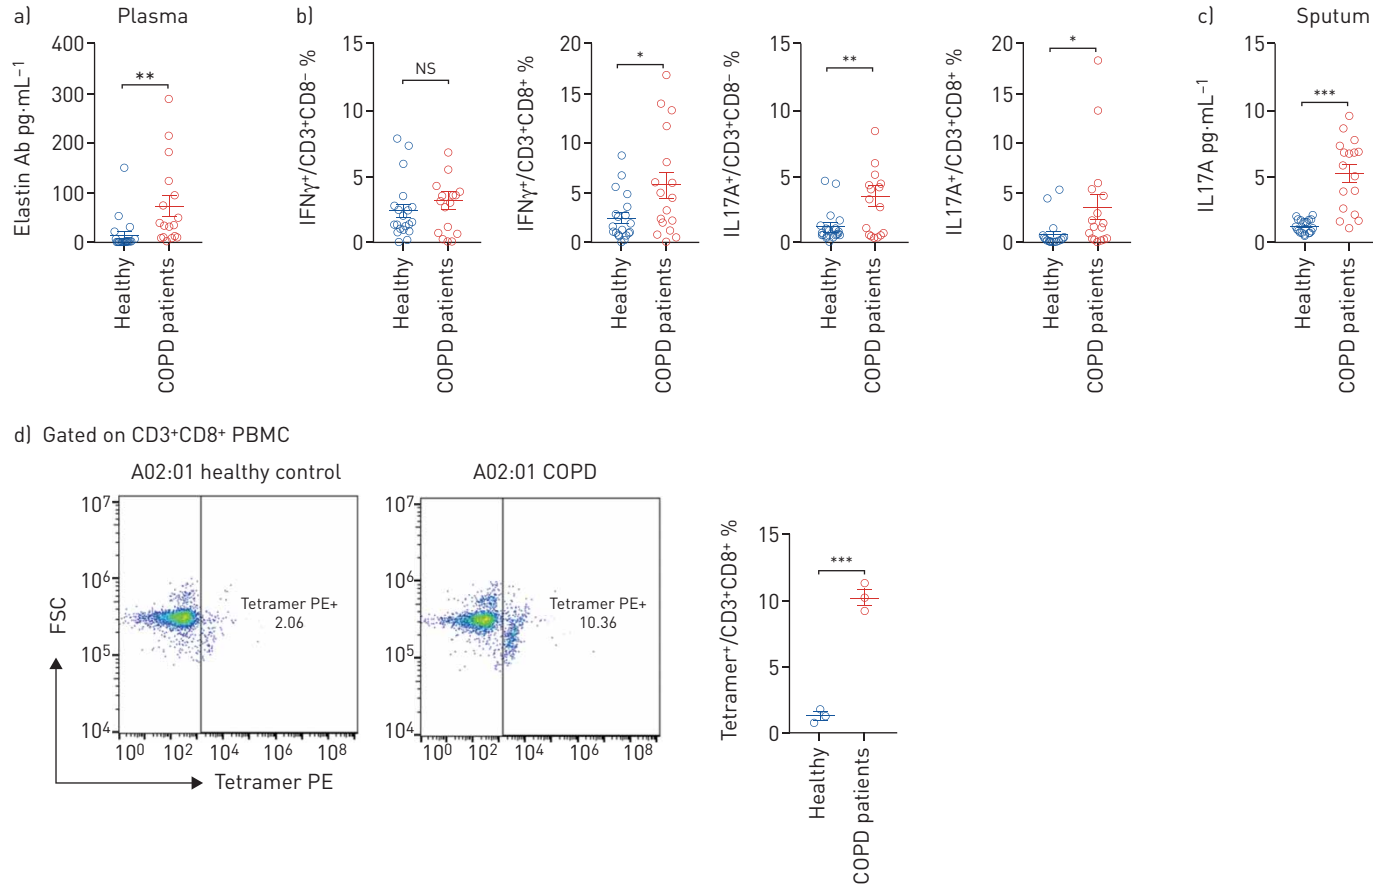 a) Plasma
Elastin Ab pg·mL⁻¹
400
300
200
100
0
**
Healthy
COPD patients
b)
IFNγ⁺/CD3⁺CD8⁻ %
15
10
5
0
NS
Healthy
COPD patients
IFNγ⁺/CD3⁺CD8⁺ %
20
15
10
5
0
*
Healthy
COPD patients
IL17A⁺/CD3⁺CD8⁻ %
15
10
5
0
**
Healthy
COPD patients
IL17A⁺/CD3⁺CD8⁺ %
20
15
10
5
0
*
Healthy
COPD patients
c) Sputum
IL17A pg·mL⁻¹
15
10
5
0
***
Healthy
COPD patients
d) Gated on CD3⁺CD8⁺ PBMC
A02:01 healthy control
FSC
10⁷
10⁶
10⁵
10⁴
Tetramer PE+
2.06
10⁰ 10² 10⁴ 10⁶ 10⁸
Tetramer PE
A02:01 COPD
10⁷
10⁶
10⁵
10⁴
Tetramer PE+
10.36
10⁰ 10² 10⁴ 10⁶ 10⁸
Tetramer⁺/CD3⁺CD8⁺ %
15
10
5
0
***
Healthy
COPD patients